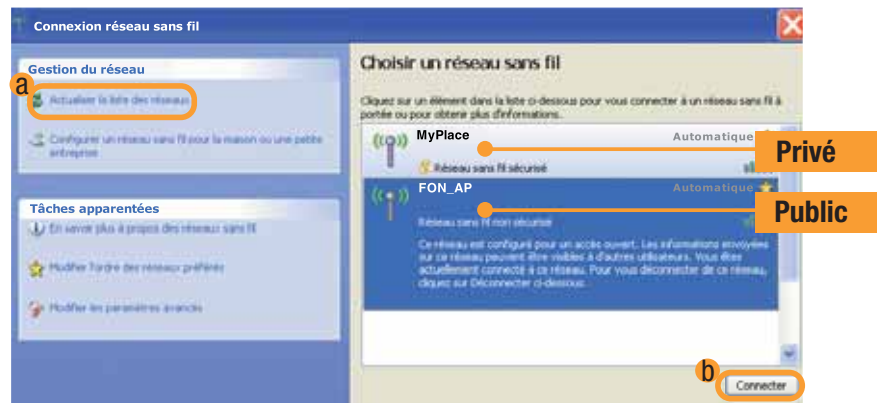 Connexion réseau sans fil
Gestion du réseau
a
Actualiser la liste des réseaux
Configurer un réseau sans fil pour la maison ou une petite
entreprise
Tâches apparentées
En savoir plus à propos des réseaux sans fil
Modifier l'ordre des réseaux préférés
Modifier les paramètres avancés
Choisir un réseau sans fil
Cliquez sur un élément dans la liste ci-dessous pour vous connecter à un réseau sans fil à
portée ou pour obtenir plus d'informations.
MyPlace
Automatique
Réseau sans fil sécurisé
Privé
FON_AP
Automatique
Public
Réseau sans fil non sécurisé
Ce réseau est configuré pour un accès ouvert. Les informations envoyées
sur ce réseau peuvent être visibles à d'autres utilisateurs. Vous êtes
actuellement connecté à ce réseau. Pour vous déconnecter de ce réseau,
cliquez sur Déconnecter ci-dessous.
b
Connecter